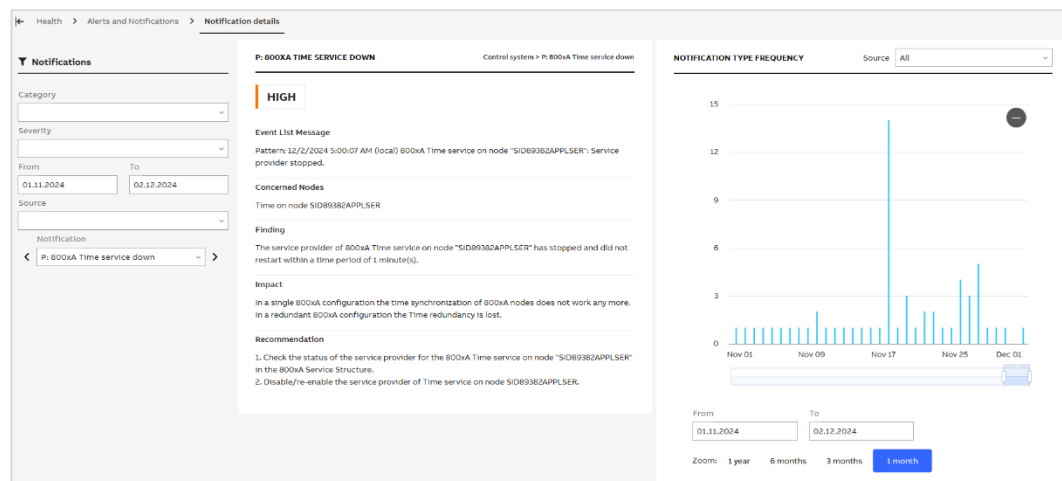 Health > Alerts and Notifications > Notification details
Notifications
Category
Severity
From To
01.11.2024 02.12.2024
Source
Notification
P: 800xA Time service down
P: 800XA TIME SERVICE DOWN Control system > P: 800xA Time service down
HIGH
Event List Message
Pattern: 12/2/2024 5:00:07 AM (local) 800xA Time service on node "SID89382APPLSER": Service
provider stopped.
Concerned Nodes
Time on node SID89382APPLSER
Finding
The service provider of 800xA Time service on node "SID89382APPLSER" has stopped and did not
restart within a time period of 1 minute(s).
Impact
In a single 800xA configuration the time synchronization of 800xA nodes does not work any more.
In a redundant 800xA configuration the Time redundancy is lost.
Recommendation
1. Check the status of the service provider for the 800xA Time service on node "SID89382APPLSER"
in the 800xA Service Structure.
2. Disable/re-enable the service provider of Time service on node SID89382APPLSER.
NOTIFICATION TYPE FREQUENCY Source All
15
12
9
6
3
0
Nov 01 Nov 09 Nov 17 Nov 25 Dec 01
From To
01.11.2024 02.12.2024
Zoom: 1 year 6 months 3 months 1 month